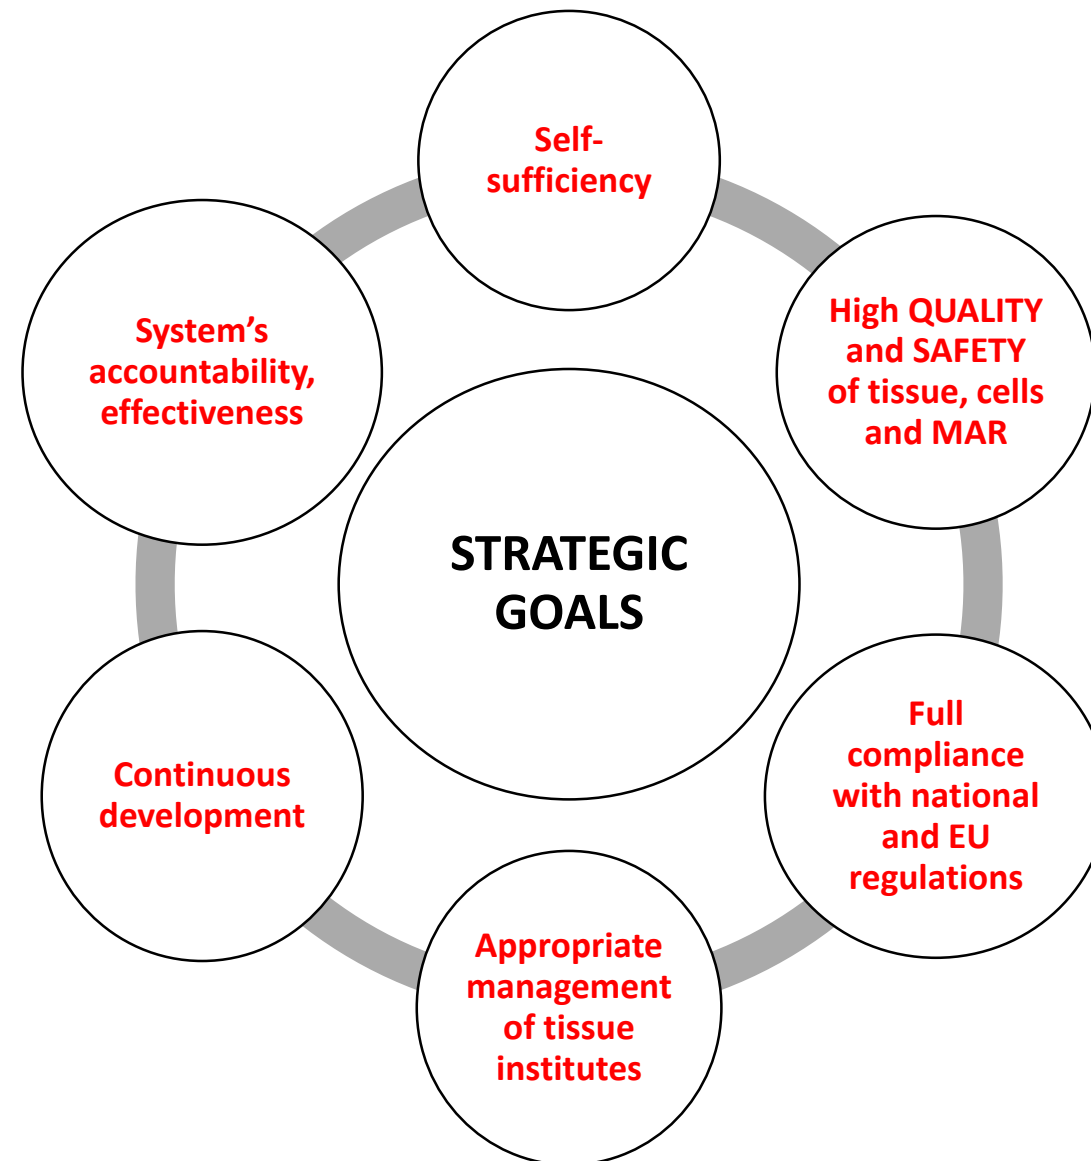 Self-
sufficiency
High QUALITY
and SAFETY
of tissue, cells
and MAR
Full
compliance
with national
and EU
regulations
Appropriate
management
of tissue
institutes
Continuous
development
System’s
accountability,
effectiveness
STRATEGIC
GOALS